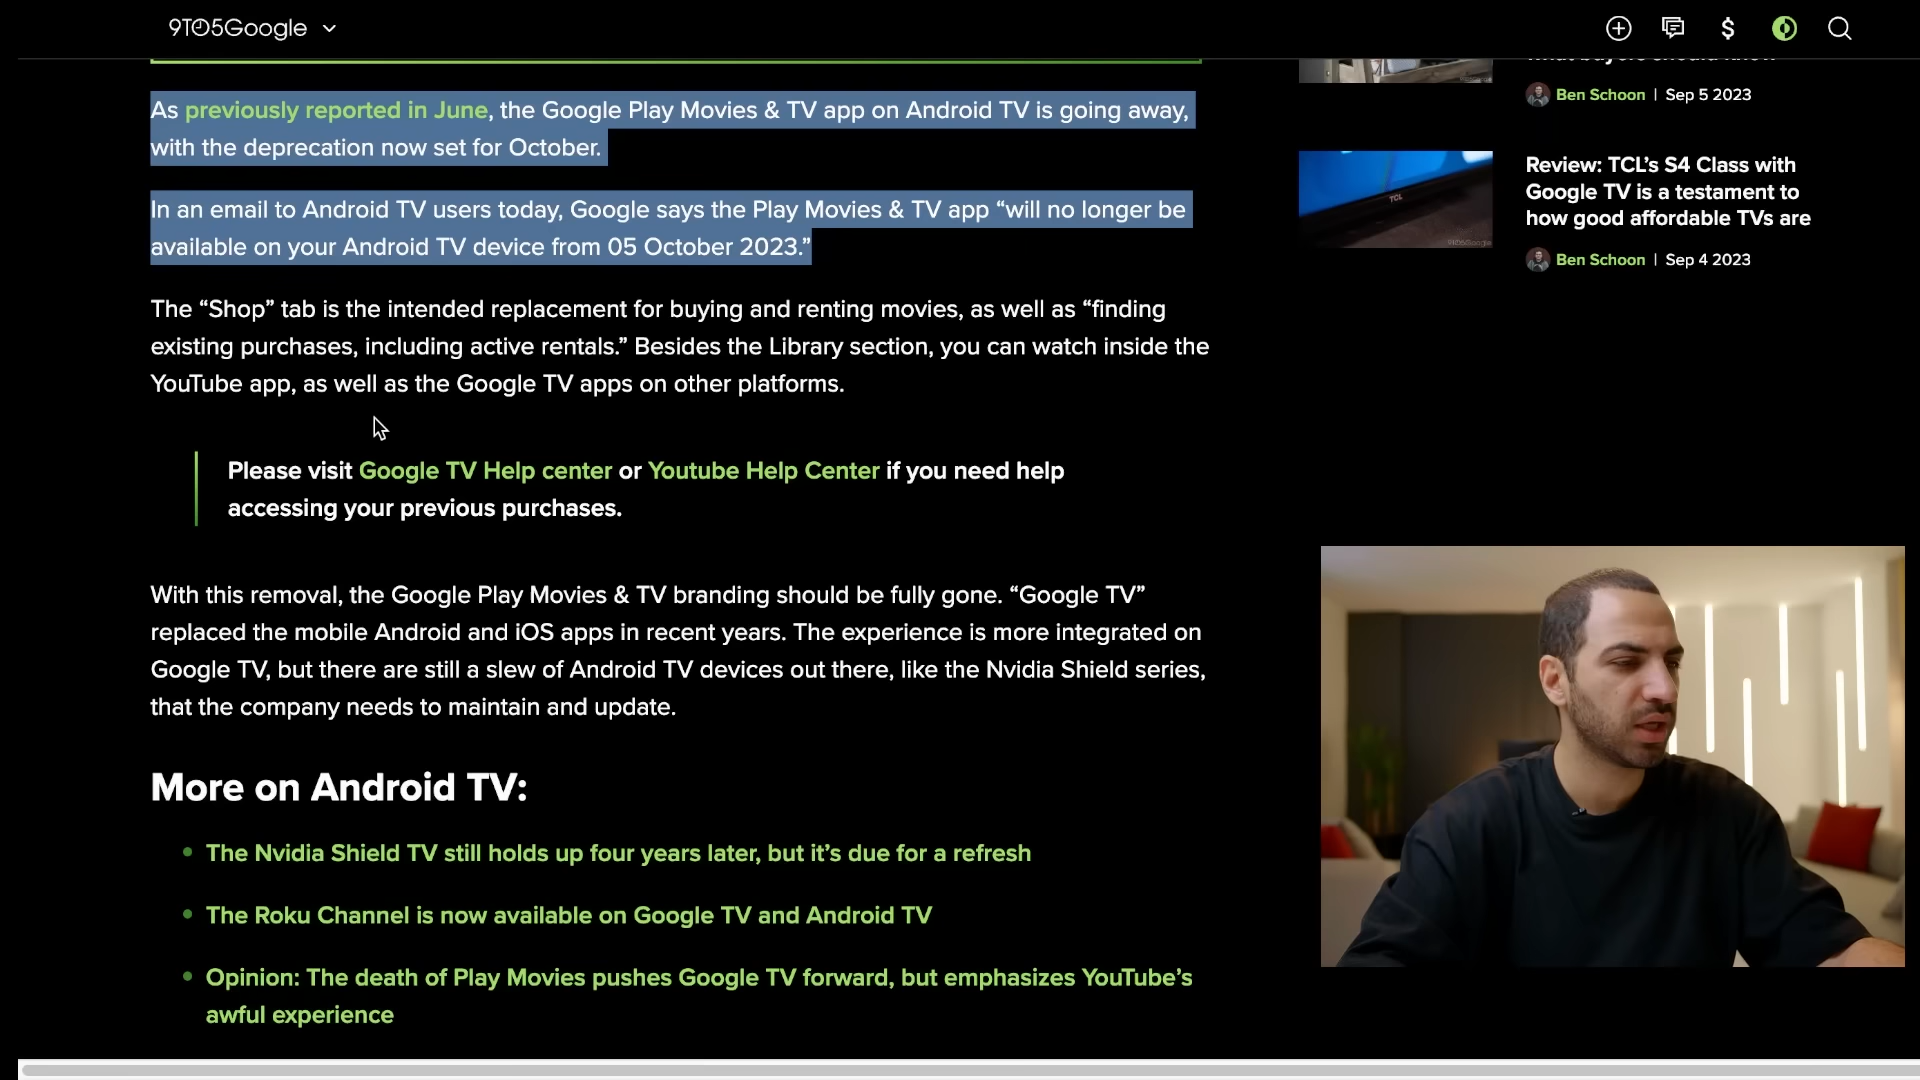 9TO5Google
As previously reported in June, the Google Play Movies & TV app on Android TV is going away,
with the deprecation now set for October.
In an email to Android TV users today, Google says the Play Movies & TV app “will no longer be
available on your Android TV device from 05 October 2023.”
The “Shop” tab is the intended replacement for buying and renting movies, as well as “finding
existing purchases, including active rentals.” Besides the Library section, you can watch inside the
YouTube app, as well as the Google TV apps on other platforms.
Please visit Google TV Help center or Youtube Help Center if you need help
accessing your previous purchases.
With this removal, the Google Play Movies & TV branding should be fully gone. “Google TV”
replaced the mobile Android and iOS apps in recent years. The experience is more integrated on
Google TV, but there are still a slew of Android TV devices out there, like the Nvidia Shield series,
that the company needs to maintain and update.
More on Android TV:
• The Nvidia Shield TV still holds up four years later, but it’s due for a refresh
• The Roku Channel is now available on Google TV and Android TV
• Opinion: The death of Play Movies pushes Google TV forward, but emphasizes YouTube’s
awful experience
Ben Schoon | Sep 5 2023
TCL
9TO5Google
Review: TCL’s S4 Class with
Google TV is a testament to
how good affordable TVs are
Ben Schoon | Sep 4 2023